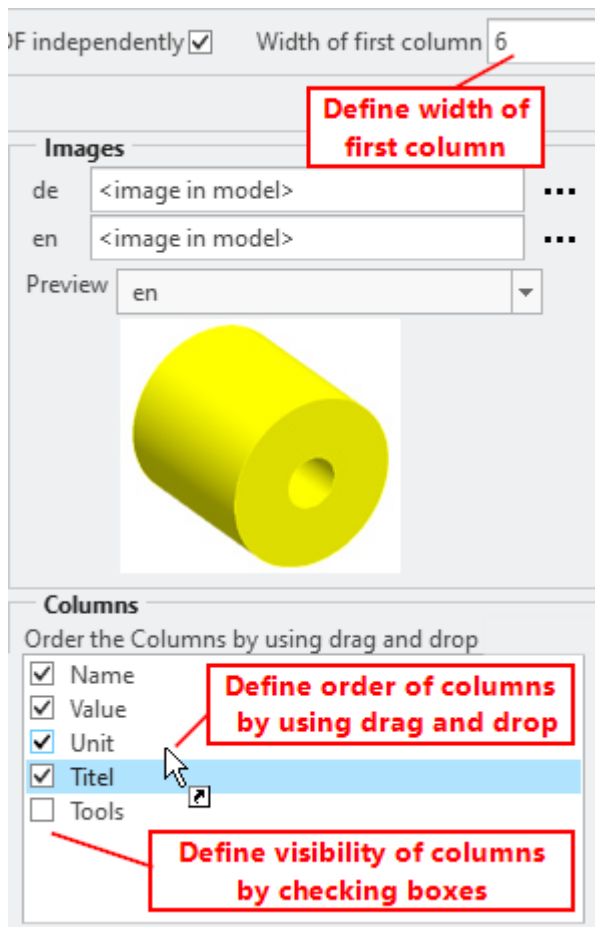 DF independently Width of first column 6
Define width of
first column
Images
de <image in model> ...
en <image in model> ...
Preview en
Columns
Order the Columns by using drag and drop
Name
Value
Unit
Titel
Tools
Define order of columns
by using drag and drop
Define visibility of columns
by checking boxes